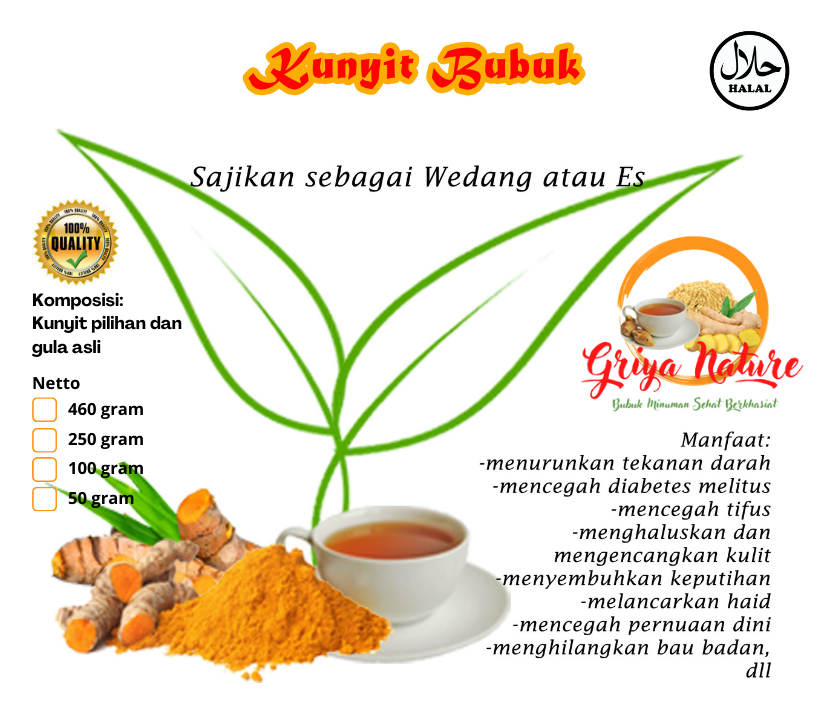 Kunyit Bubuk
حلال
HALAL
Sajikan sebagai Wedang atau Es
100%
QUALITY
Komposisi:
Kunyit pilihan dan
gula asli
Netto
460 gram
250 gram
100 gram
50 gram
Griya Nature
Bubuk Minuman Sehat Berkhasiat
Manfaat:
-menurunkan tekanan darah
-mencegah diabetes melitus
-mencegah tifus
-menghaluskan dan
mengencangkan kulit
-menyembuhkan keputihan
-melancarkan haid
-mencegah pernuaan dini
-menghilangkan bau badan,
dll